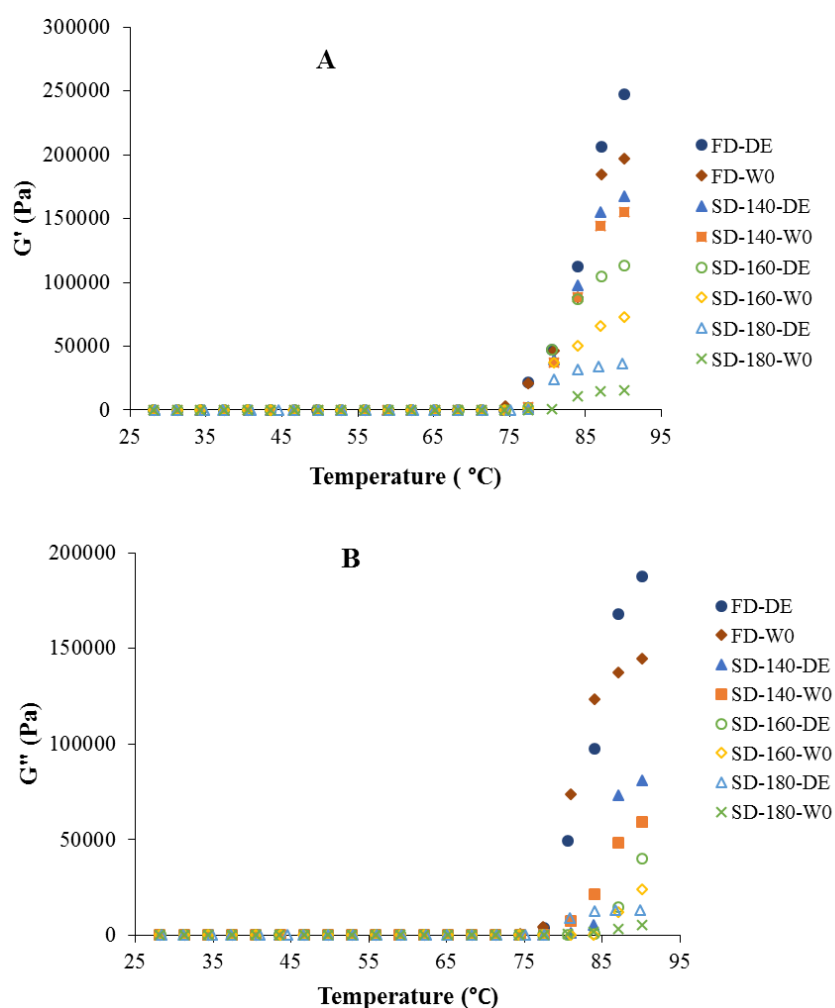 A
300000
250000
200000
150000
100000
50000
0
G' (Pa)
25 35 45 55 65 75 85 95
Temperature ( °C)
FD-DE
FD-W0
SD-140-DE
SD-140-W0
SD-160-DE
SD-160-W0
SD-180-DE
SD-180-W0
B
200000
150000
100000
50000
0
G" (Pa)
25 35 45 55 65 75 85 95
Temperature (°C)
FD-DE
FD-W0
SD-140-DE
SD-140-W0
SD-160-DE
SD-160-W0
SD-180-DE
SD-180-W0